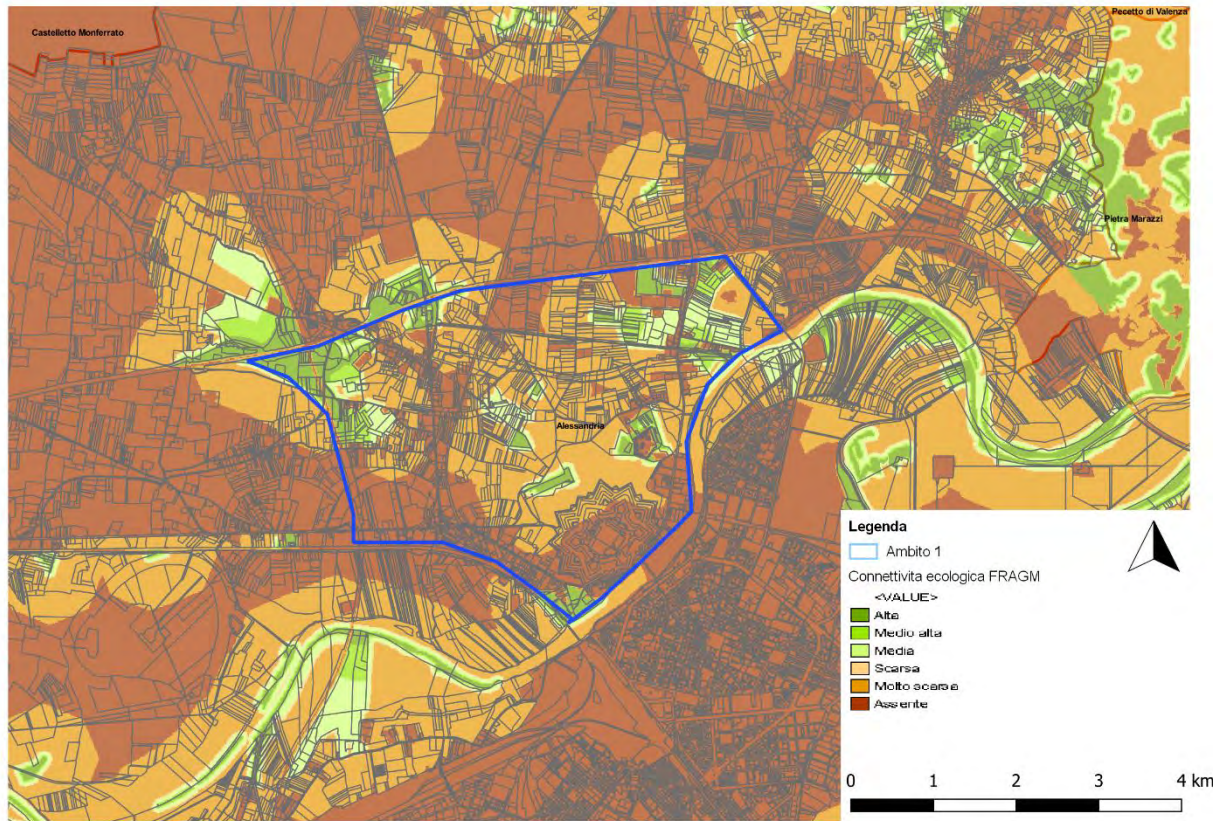 Pecetto di Valenza
Castelletto Monferrato
Pietra Marazzi
Alessandria
Legenda
Ambito 1
Connettivita ecologica FRAGM
<VALUE>
Alta
Medio alta
Media
Scarsa
Molto scarsa
Assente
0 1 2 3 4 km